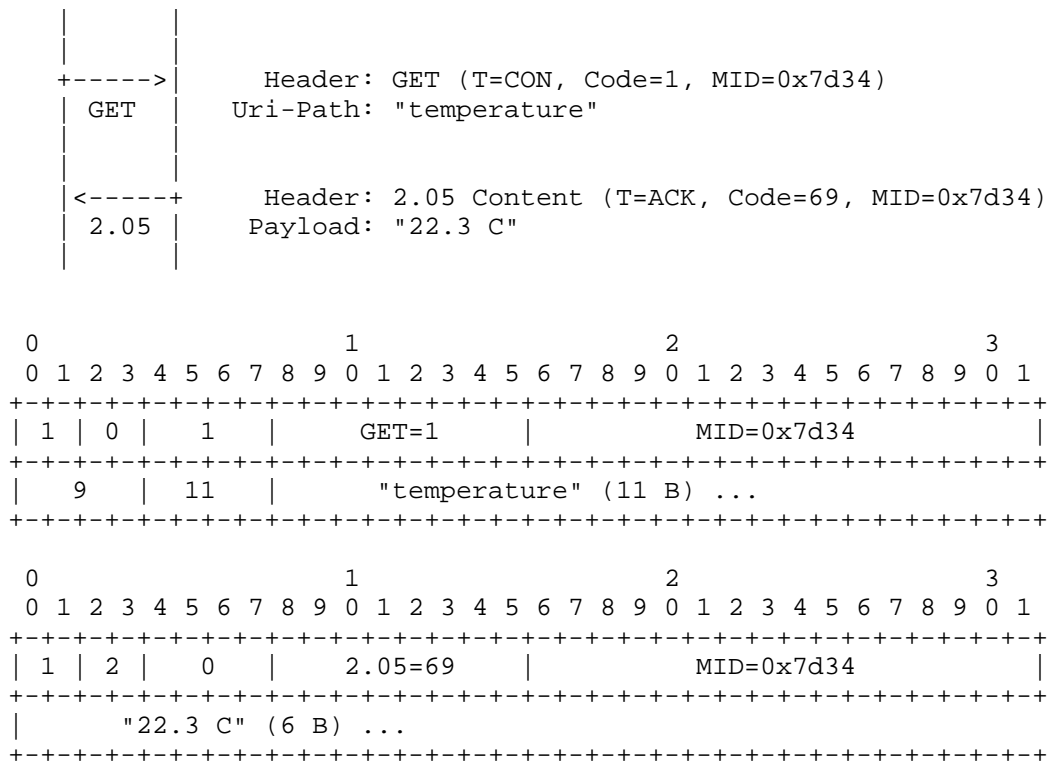 |        |
|        |
+----->|     Header: GET (T=CON, Code=1, MID=0x7d34)
| GET  |   Uri-Path: "temperature"
|        |
|        |
|<-----+     Header: 2.05 Content (T=ACK, Code=69, MID=0x7d34)
| 2.05 |    Payload: "22.3 C"
|        |
0                   1                   2                   3
0 1 2 3 4 5 6 7 8 9 0 1 2 3 4 5 6 7 8 9 0 1 2 3 4 5 6 7 8 9 0 1
+-+-+-+-+-+-+-+-+-+-+-+-+-+-+-+-+-+-+-+-+-+-+-+-+-+-+-+-+-+-+-+-+
| 1 | 0 |   1   |     GET=1     |          MID=0x7d34           |
+-+-+-+-+-+-+-+-+-+-+-+-+-+-+-+-+-+-+-+-+-+-+-+-+-+-+-+-+-+-+-+-+
|   9   |  11   |      "temperature" (11 B) ...
+-+-+-+-+-+-+-+-+-+-+-+-+-+-+-+-+-+-+-+-+-+-+-+-+-+-+-+-+-+-+-+-+
0                   1                   2                   3
0 1 2 3 4 5 6 7 8 9 0 1 2 3 4 5 6 7 8 9 0 1 2 3 4 5 6 7 8 9 0 1
+-+-+-+-+-+-+-+-+-+-+-+-+-+-+-+-+-+-+-+-+-+-+-+-+-+-+-+-+-+-+-+-+
| 1 | 2 |   0   |    2.05=69    |          MID=0x7d34           |
+-+-+-+-+-+-+-+-+-+-+-+-+-+-+-+-+-+-+-+-+-+-+-+-+-+-+-+-+-+-+-+-+
|      "22.3 C" (6 B) ...
+-+-+-+-+-+-+-+-+-+-+-+-+-+-+-+-+-+-+-+-+-+-+-+-+-+-+-+-+-+-+-+-+